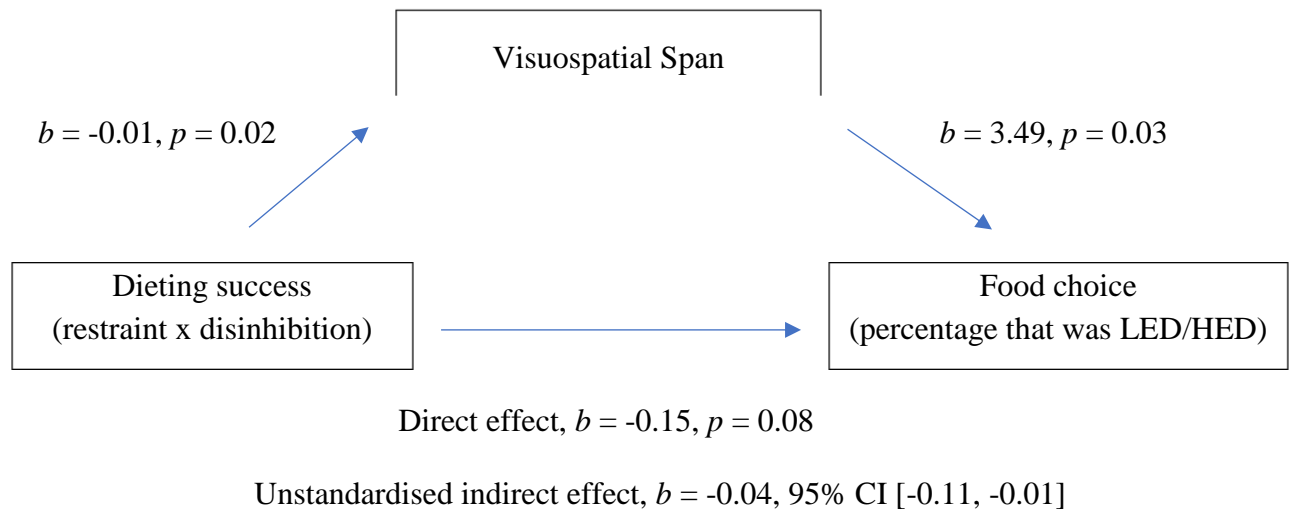 Visuospatial Span
b = -0.01, p = 0.02
b = 3.49, p = 0.03
Dieting success
(restraint x disinhibition)
Food choice
(percentage that was LED/HED)
Direct effect, b = -0.15, p = 0.08
Unstandardised indirect effect, b = -0.04, 95% CI [-0.11, -0.01]